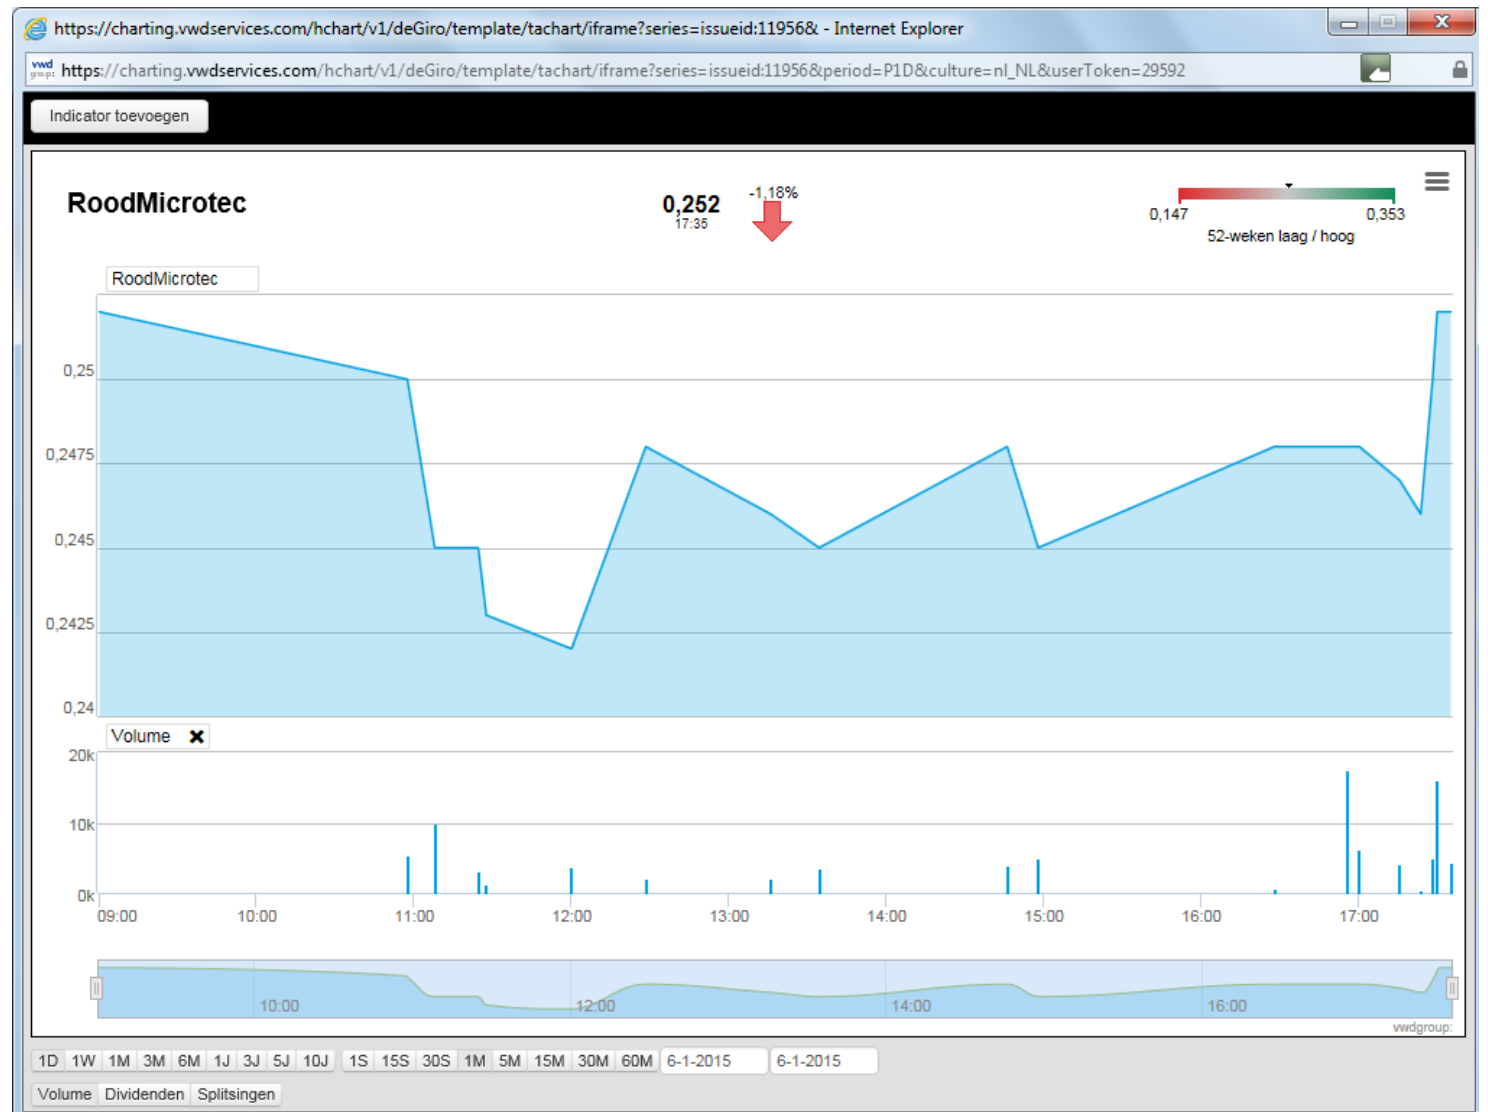 https://charting.vwdservices.com/hchart/v1/deGiro/template/tachart/iframe?series=issueid:11956& - Internet Explorer
vwd group: https://charting.vwdservices.com/hchart/v1/deGiro/template/tachart/iframe?series=issueid:11956&period=P1D&culture=nl_NL&userToken=29592
Indicator toevoegen
RoodMicrotec
0,252
17:35
-1,18%
0,147 0,353
52-weken laag / hoog
RoodMicrotec
0,25
0,2475
0,245
0,2425
0,24
Volume
20k
10k
0k
09:00 10:00 11:00 12:00 13:00 14:00 15:00 16:00 17:00
10:00 12:00 14:00 16:00
vwdgroup:
1D 1W 1M 3M 6M 1J 3J 5J 10J 1S 15S 30S 1M 5M 15M 30M 60M 6-1-2015 6-1-2015
Volume Dividenden Splitsingen